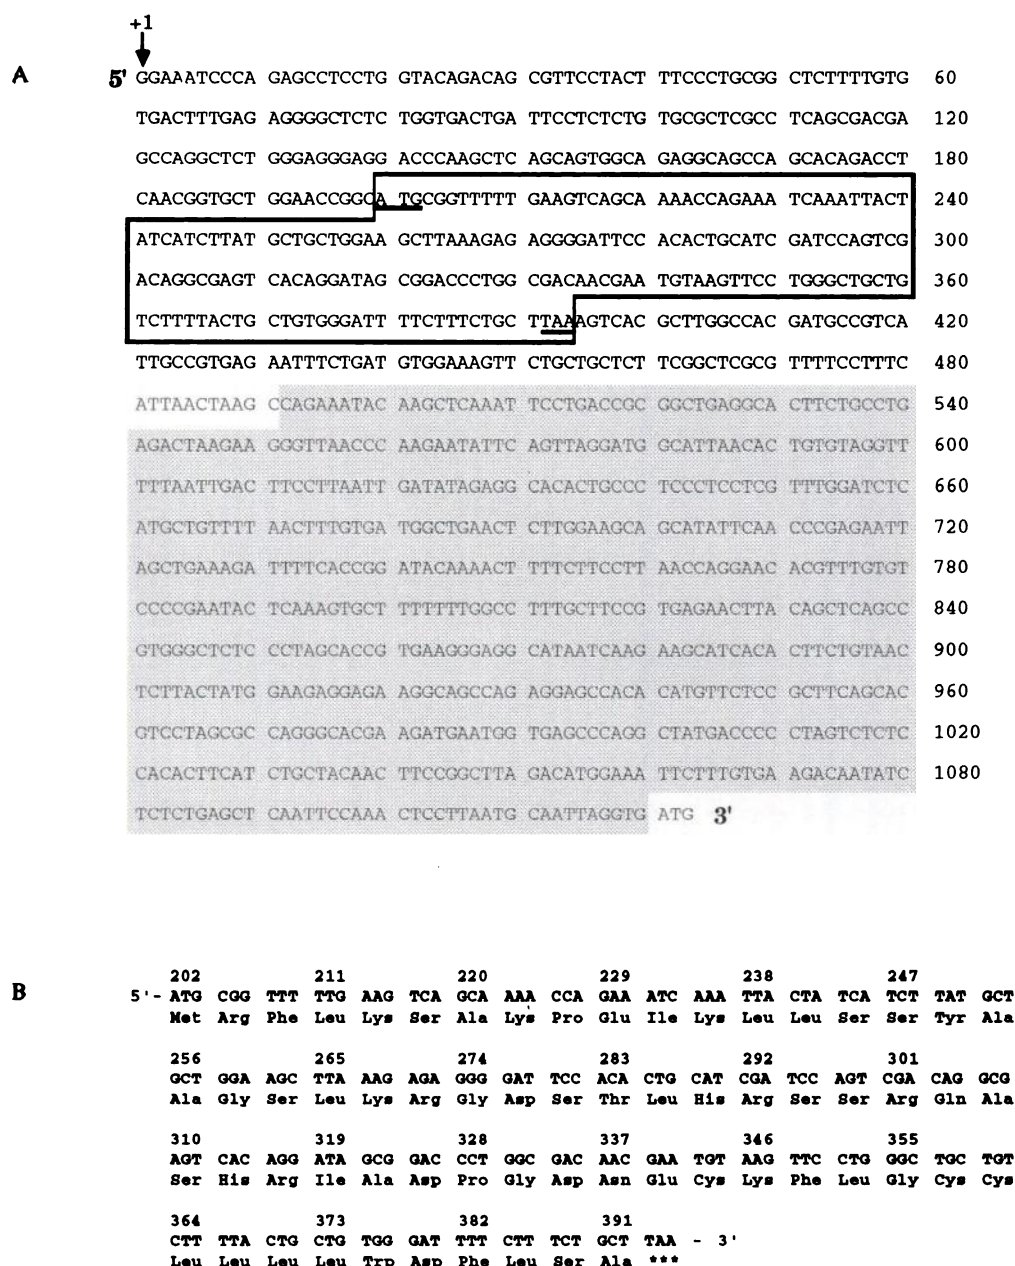 +1
A 5' GGAAATCCCA GAGCCTCCTG GTACAGACAG CGTTCCTACT TTCCCTGCGG CTCTTTTGTG 60
TGACTTTGAG AGGGGCTCTC TGGTGACTGA TTCCTCTCTG TGCGCTCGCC TCAGCGACGA 120
GCCAGGCTCT GGGAGGGAGG ACCCAAGCTC AGCAGTGGCA GAGGCAGCCA GCACAGACCT 180
CAACGGTGCT GGAACCGGCA TGCGGTTTTT GAAGTCAGCA AAACCAGAAA TCAAATTACT 240
ATCATCTTAT GCTGCTGGAA GCTTAAAGAG AGGGGATTCC ACACTGCATC GATCCAGTCG 300
ACAGGCGAGT CACAGGATAG CGGACCCTGG CGACAACGAA TGTAAGTTCC TGGGCTGCTG 360
TCTTTTACTG CTGTGGGATT TTCTTTCTGC TTAAAGTCAC GCTTGGCCAC GATGCCGTCA 420
TTGCCGTGAG AATTTCTGAT GTGGAAAGTT CTGCTGCTCT TCGGCTCGCG TTTTCCTTTC 480
ATTAACTAAG CCAGAAATAC AAGCTCAAAT TCCTGACCGC GGCTGAGGCA CTTCTGCCTG 540
AGACTAAGAA GGGTTAACCC AAGAATATTC AGTTAGGATG GCATTAACAC TGTGTAGGTT 600
TTTAATTGAC TTCCTTAATT GATATAGAGG CACACTGCCC TCCCTCCTCG TTTGGATCTC 660
ATGCTGTTTT AACTTTGTGA TGGCTGAACT CTTGGAAGCA GCATATTCAA CCCGAGAATT 720
AGCTGAAAGA TTTTCACCGG ATACAAAACT TTTCTTCCTT AACCAGGAAC ACGTTTGTGT 780
CCCCGAATAC TCAAAGTGCT TTTTTTGGCC TTTGCTTCCG TGAGAACTTA CAGCTCAGCC 840
GTGGGCTCTC CCTAGCACCG TGAAGGGAGG CATAATCAAG AAGCATCACA CTTCTGTAAC 900
TCTTACTATG GAAGAGGAGA AGGCAGCCAG AGGAGCCACA CATGTTCTCC GCTTCAGCAC 960
GTCCTAGCGC CAGGGCACGA AGATGAATGG TGAGCCCAGG CTATGACCCC CTAGTCTCTC 1020
CACACTTCAT CTGCTACAAC TTCCGGCTTA GACATGGAAA TTCTTTGTGA AGACAATATC 1080
TCTCTGAGCT CAATTCCAAA CTCCTTAATG CAATTAGGTG ATG 3'
B 202 211 220 229 238 247
5'- ATG CGG TTT TTG AAG TCA GCA AAA CCA GAA ATC AAA TTA CTA TCA TCT TAT GCT
Met Arg Phe Leu Lys Ser Ala Lys Pro Glu Ile Lys Leu Leu Ser Ser Tyr Ala
256 265 274 283 292 301
GCT GGA AGC TTA AAG AGA GGG GAT TCC ACA CTG CAT CGA TCC AGT CGA CAG GCG
Ala Gly Ser Leu Lys Arg Gly Asp Ser Thr Leu His Arg Ser Ser Arg Gln Ala
310 319 328 337 346 355
AGT CAC AGG ATA GCG GAC CCT GGC GAC AAC GAA TGT AAG TTC CTG GGC TGC TGT
Ser His Arg Ile Ala Asp Pro Gly Asp Asn Glu Cys Lys Phe Leu Gly Cys Cys
364 373 382 391
CTT TTA CTG CTG TGG GAT TTT CTT TCT GCT TAA - 3'
Leu Leu Leu Leu Trp Asp Phe Leu Ser Ala ***